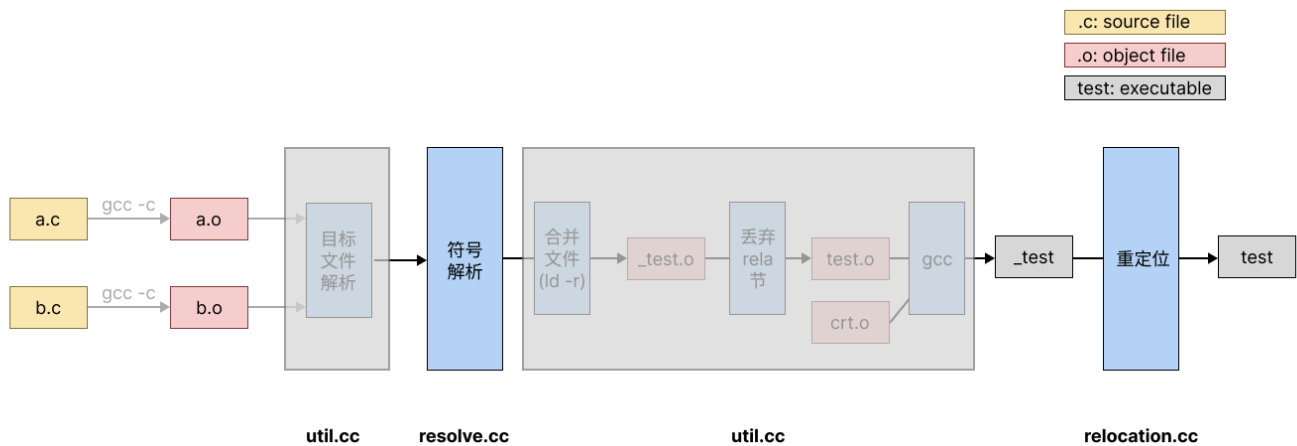 .c: source file
.o: object file
test: executable
a.c
gcc -c
a.o
b.c
gcc -c
b.o
目标
文件
解析
符号
解析
合并
文件
(ld -r)
_test.o
丢弃
rela
节
test.o
crt.o
gcc
_test
重定位
test
util.cc
resolve.cc
util.cc
relocation.cc